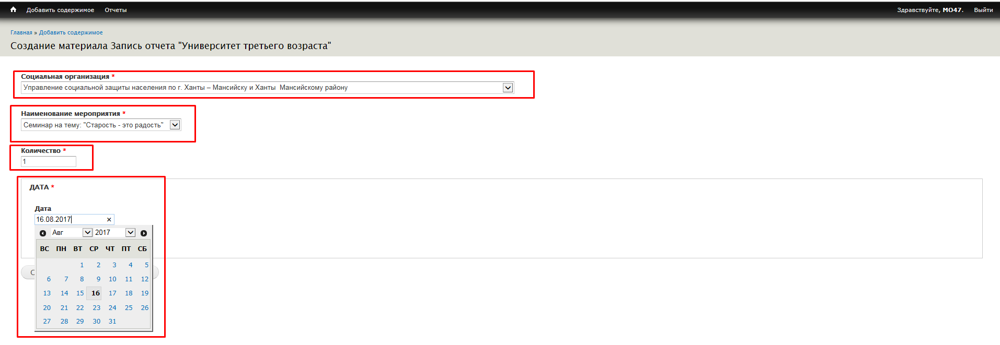 Добавить содержимое Отчеты Здравствуйте, МО47. Выйти
Главная » Добавить содержимое
Создание материала Запись отчета "Университет третьего возраста"
Социальная организация *
Управление социальной защиты населения по г. Ханты – Мансийску и Ханты Мансийскому району
Наименование мероприятия *
Семинар на тему: "Старость - это радость"
Количество *
1
ДАТА *
Дата
16.08.2017 ×
Авг 2017
ВС ПН ВТ СР ЧТ ПТ СБ
1 2 3 4 5
6 7 8 9 10 11 12
13 14 15 16 17 18 19
20 21 22 23 24 25 26
27 28 29 30 31